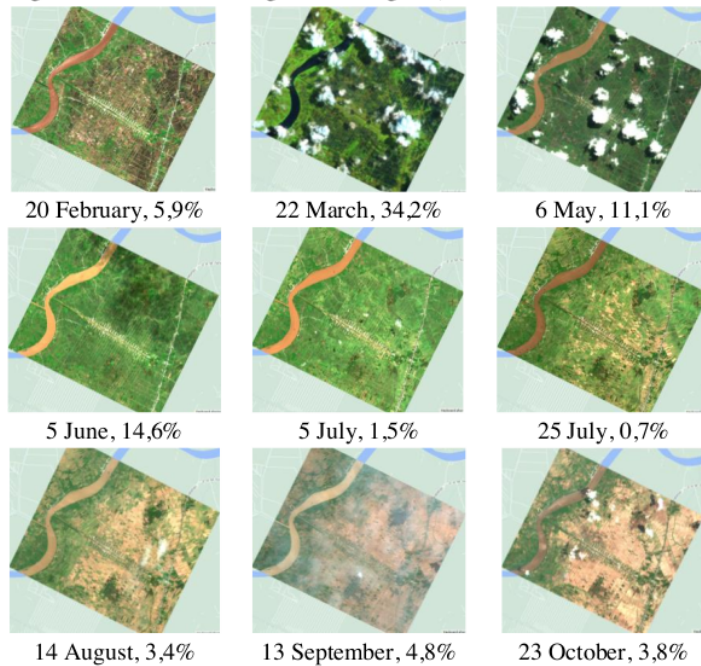 20 February, 5,9%
22 March, 34,2%
6 May, 11,1%
5 June, 14,6%
5 July, 1,5%
25 July, 0,7%
14 August, 3,4%
13 September, 4,8%
23 October, 3,8%